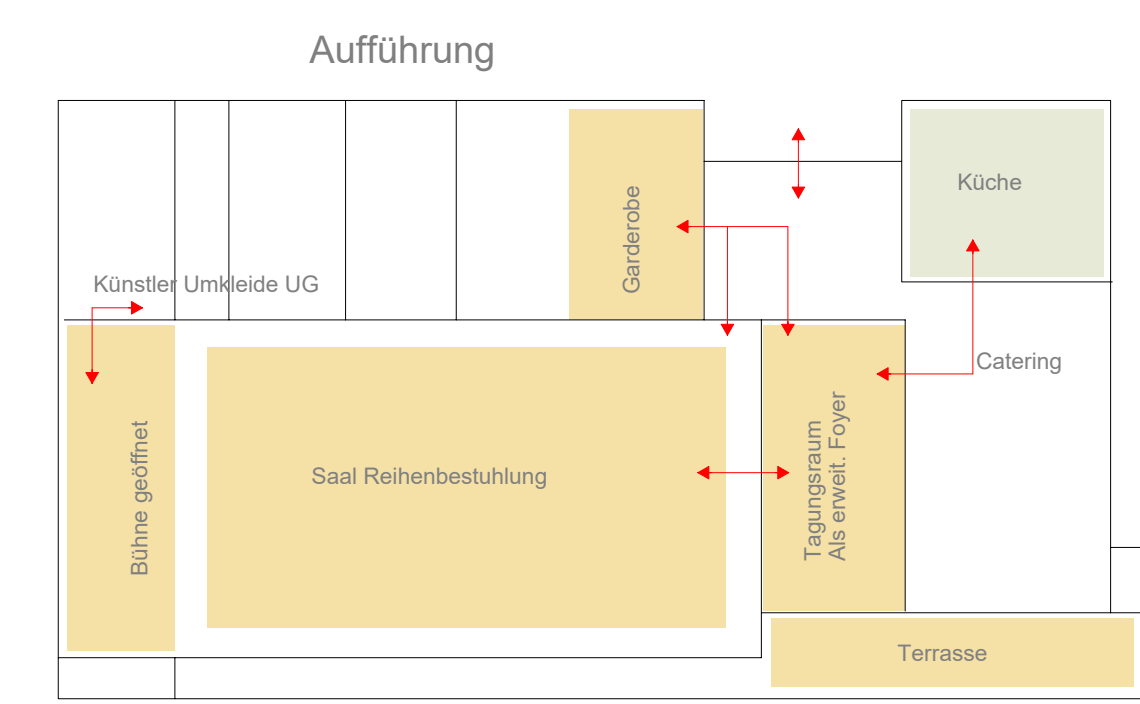 Aufführung
Küche
Garderobe
Künstler Umkleide UG
Catering
Bühne geöffnet
Saal Reihenbestuhlung
Tagungsraum
Als erweit. Foyer
Terrasse